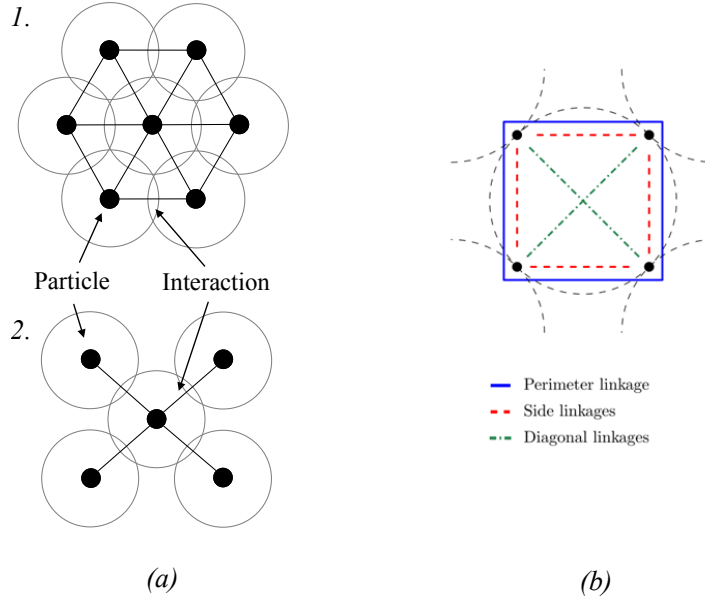 1.
Particle Interaction
2.
Perimeter linkage
Side linkages
Diagonal linkages
(a)
(b)